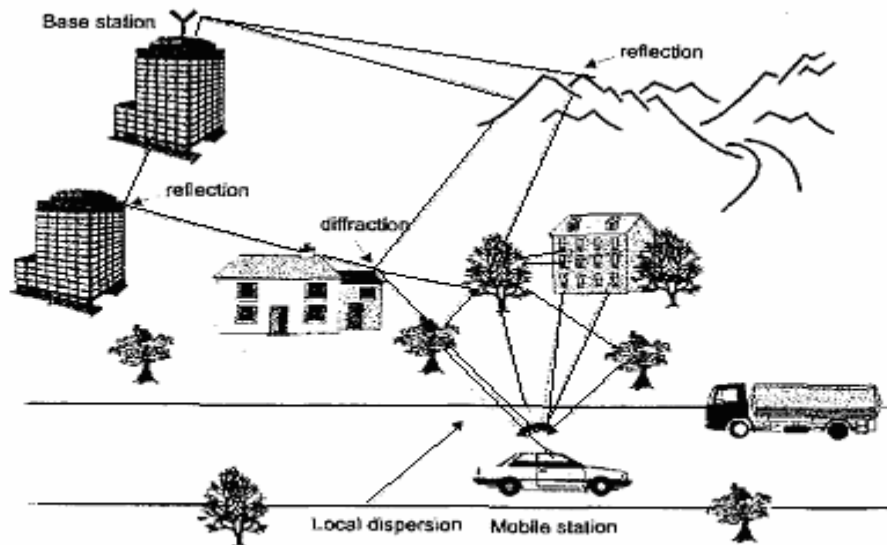 Base station
reflection
reflection
diffraction
Local dispersion
Mobile station